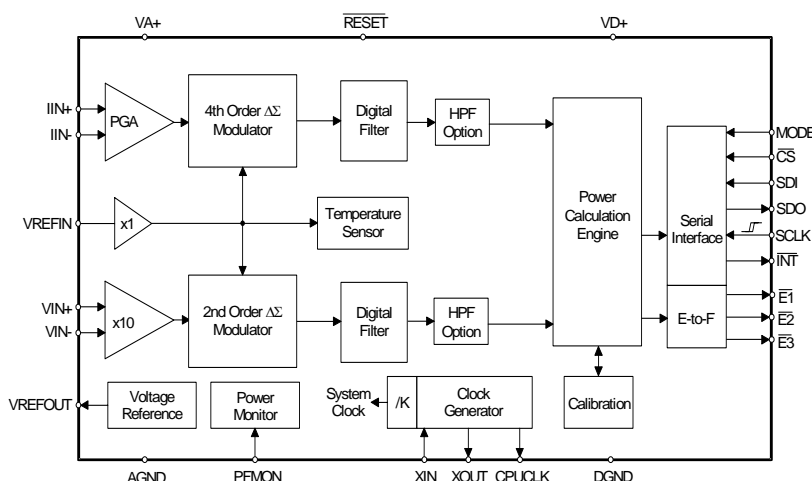 VA+
RESET
VD+
IIN+
IIN-
PGA
4th Order ΔΣ
Modulator
Digital
Filter
HPF
Option
VREFIN
x1
Temperature
Sensor
Power
Calculation
Engine
Serial
Interface
MODE
CS
SDI
SDO
SCLK
INT
VIN+
VIN-
x10
2nd Order ΔΣ
Modulator
Digital
Filter
HPF
Option
E-to-F
E1
E2
E3
VREFOUT
Voltage
Reference
Power
Monitor
System
Clock
/K
Clock
Generator
Calibration
AGND
PFMON
XIN
XOUT
CPUCLK
DGND